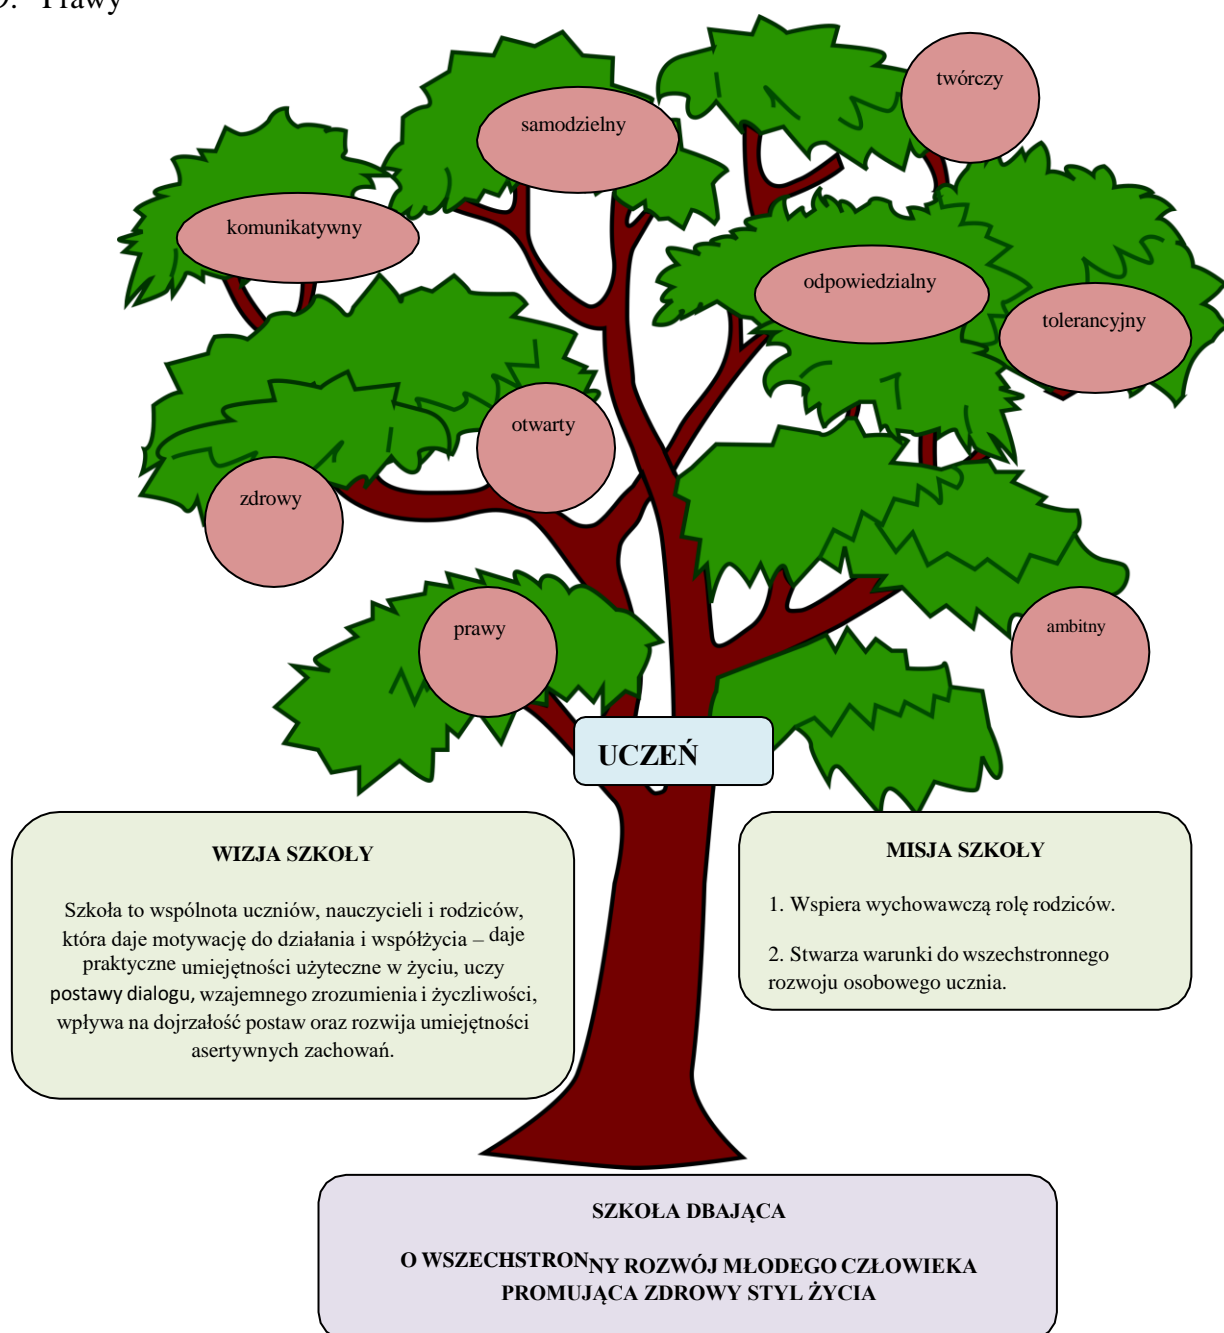 Prawy
twórczy
samodzielny
komunikatywny
odpowiedzialny
tolerancyjny
otwarty
zdrowy
prawy
ambitny
UCZEŃ
WIZJA SZKOŁY
Szkoła to wspólnota uczniów, nauczycieli i rodziców,
która daje motywację do działania i współżycia – daje
praktyczne umiejętności użyteczne w życiu, uczy
postawy dialogu, wzajemnego zrozumienia i życzliwości,
wpływa na dojrzałość postaw oraz rozwija umiejętności
asertywnych zachowań.
MISJA SZKOŁY
1. Wspiera wychowawczą rolę rodziców.
2. Stwarza warunki do wszechstronnego
rozwoju osobowego ucznia.
SZKOŁA DBAJĄCA
O WSZECHSTRONNY ROZWÓJ MŁODEGO CZŁOWIEKA
PROMUJĄCA ZDROWY STYL ŻYCIA